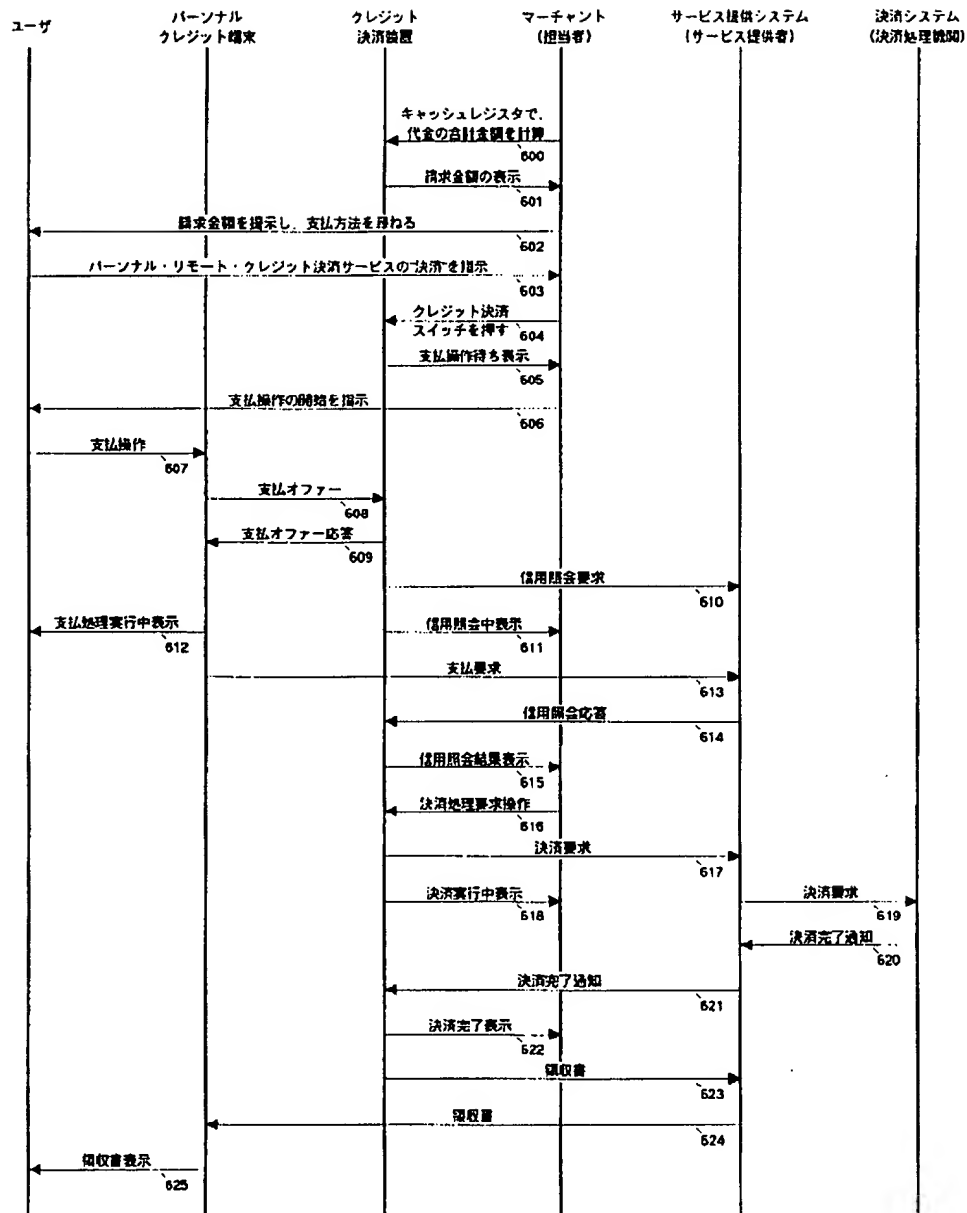 ユーザ
パーソナル
クレジット端末
クレジット
決済装置
マーチャント
(担当者)
サービス提供システム
(サービス提供者)
決済システム
(決済処理機関)
キャッシュレジスタで、
代金の合計金額を計算
600
請求金額の表示
601
請求金額を提示し、支払方法を尋ねる
602
パーソナル・リモート・クレジット決済サービスの"決済"を指示
603
クレジット決済
スイッチを押す
604
支払操作待ち表示
605
支払操作の開始を指示
606
支払操作
607
支払オファー
608
支払オファー応答
609
信用照会要求
610
支払処理実行中表示
612
信用照会中表示
611
支払要求
613
信用照会応答
614
信用照会結果表示
615
決済処理要求操作
616
決済要求
617
決済実行中表示
618
決済要求
619
決済完了通知
620
決済完了通知
621
決済完了表示
622
領収書
623
領収書
624
領収書表示
625